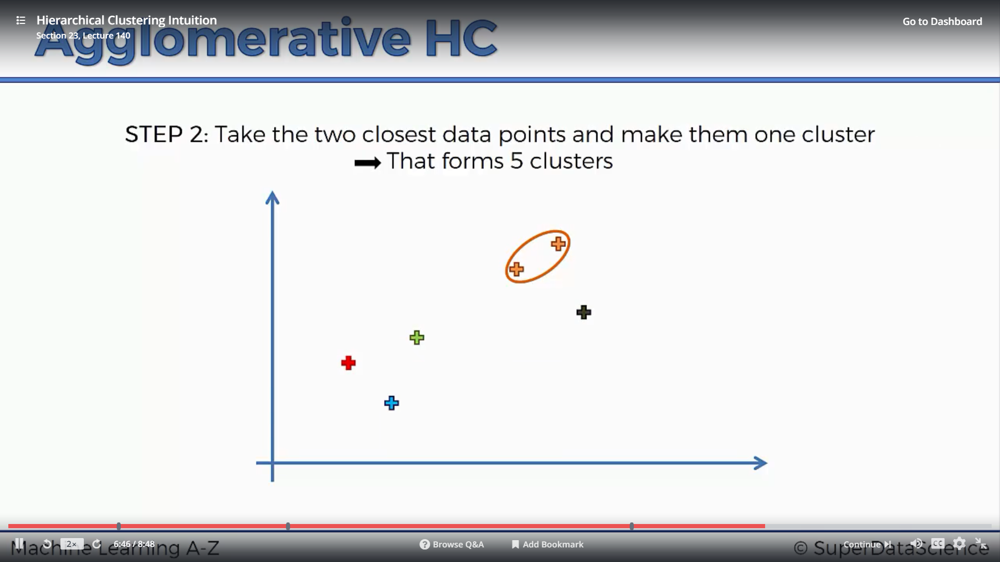 Hierarchical Clustering Intuition
Section 23, Lecture 140
Go to Dashboard
Agglomerative HC
STEP 2: Take the two closest data points and make them one cluster
That forms 5 clusters
2×
6:46 / 8:48
Browse Q&A
Add Bookmark
Continue
CC
Machine Learning A-Z
© SuperDataScience